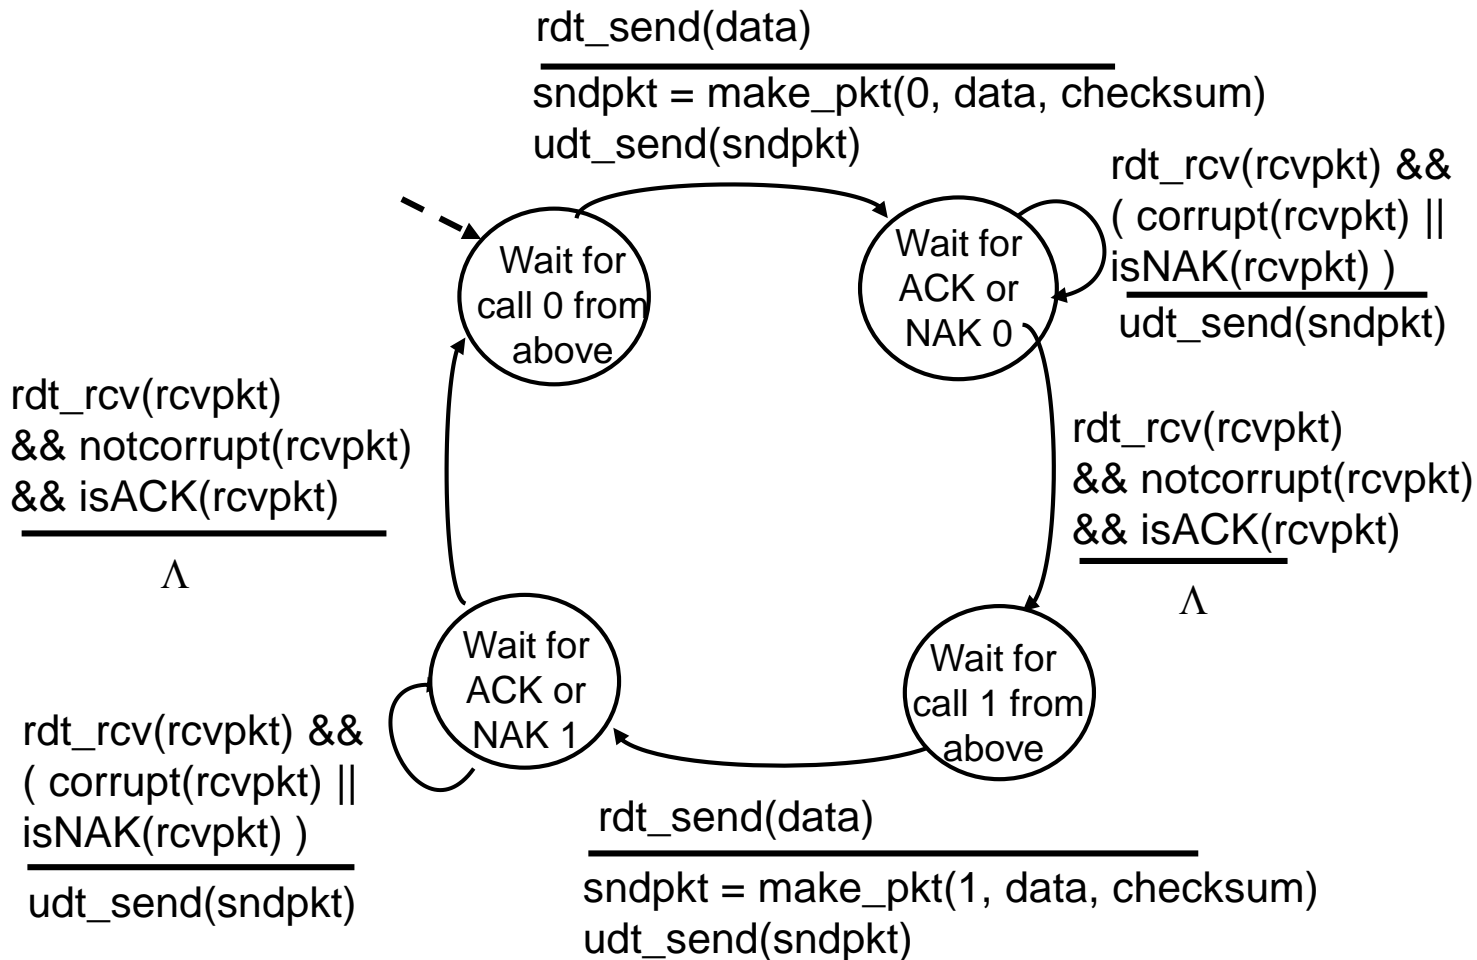 rdt_send(data)
sndpkt = make_pkt(0, data, checksum)
udt_send(sndpkt)
rdt_rcv(rcvpkt) &&
( corrupt(rcvpkt) ||
isNAK(rcvpkt) )
udt_send(sndpkt)
Wait for
call 0 from
above
Wait for
ACK or
NAK 0
rdt_rcv(rcvpkt)
&& notcorrupt(rcvpkt)
&& isACK(rcvpkt)
Λ
rdt_rcv(rcvpkt)
&& notcorrupt(rcvpkt)
&& isACK(rcvpkt)
Λ
Wait for
ACK or
NAK 1
Wait for
call 1 from
above
rdt_rcv(rcvpkt) &&
( corrupt(rcvpkt) ||
isNAK(rcvpkt) )
udt_send(sndpkt)
rdt_send(data)
sndpkt = make_pkt(1, data, checksum)
udt_send(sndpkt)